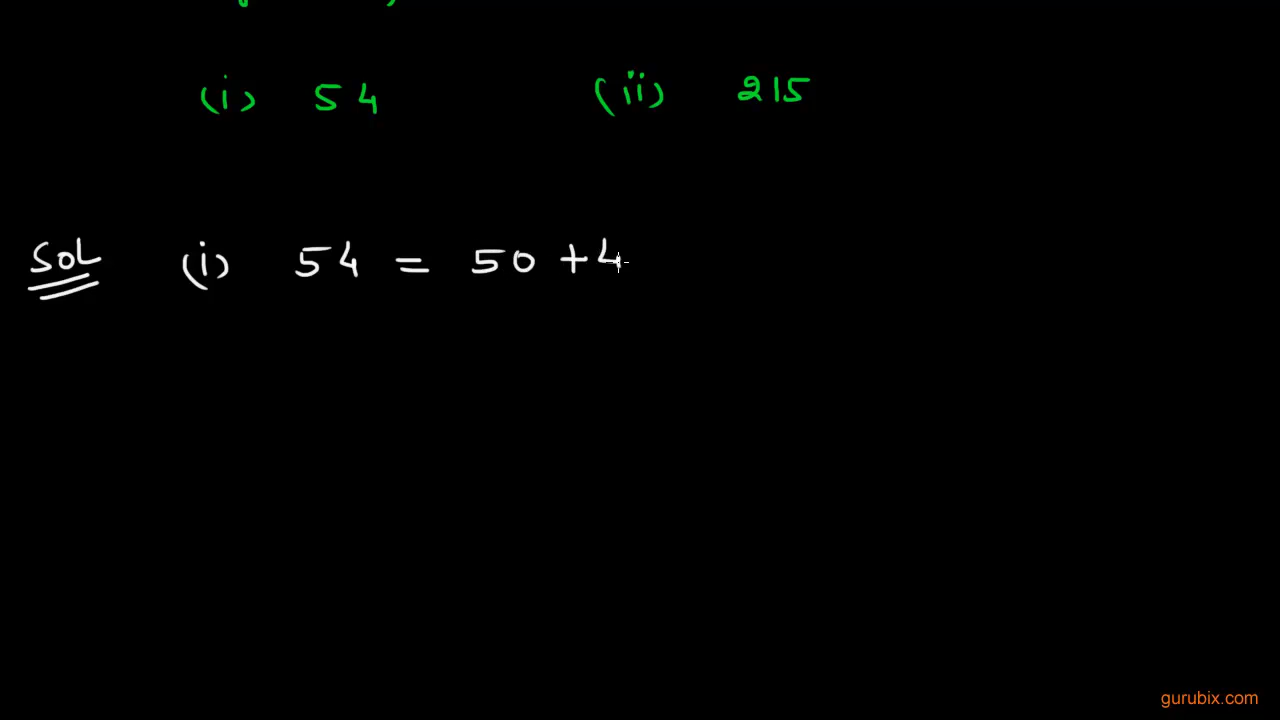 (i) 54 (ii) 215
Sol (i) 54 = 50 + 4
gurubix.com